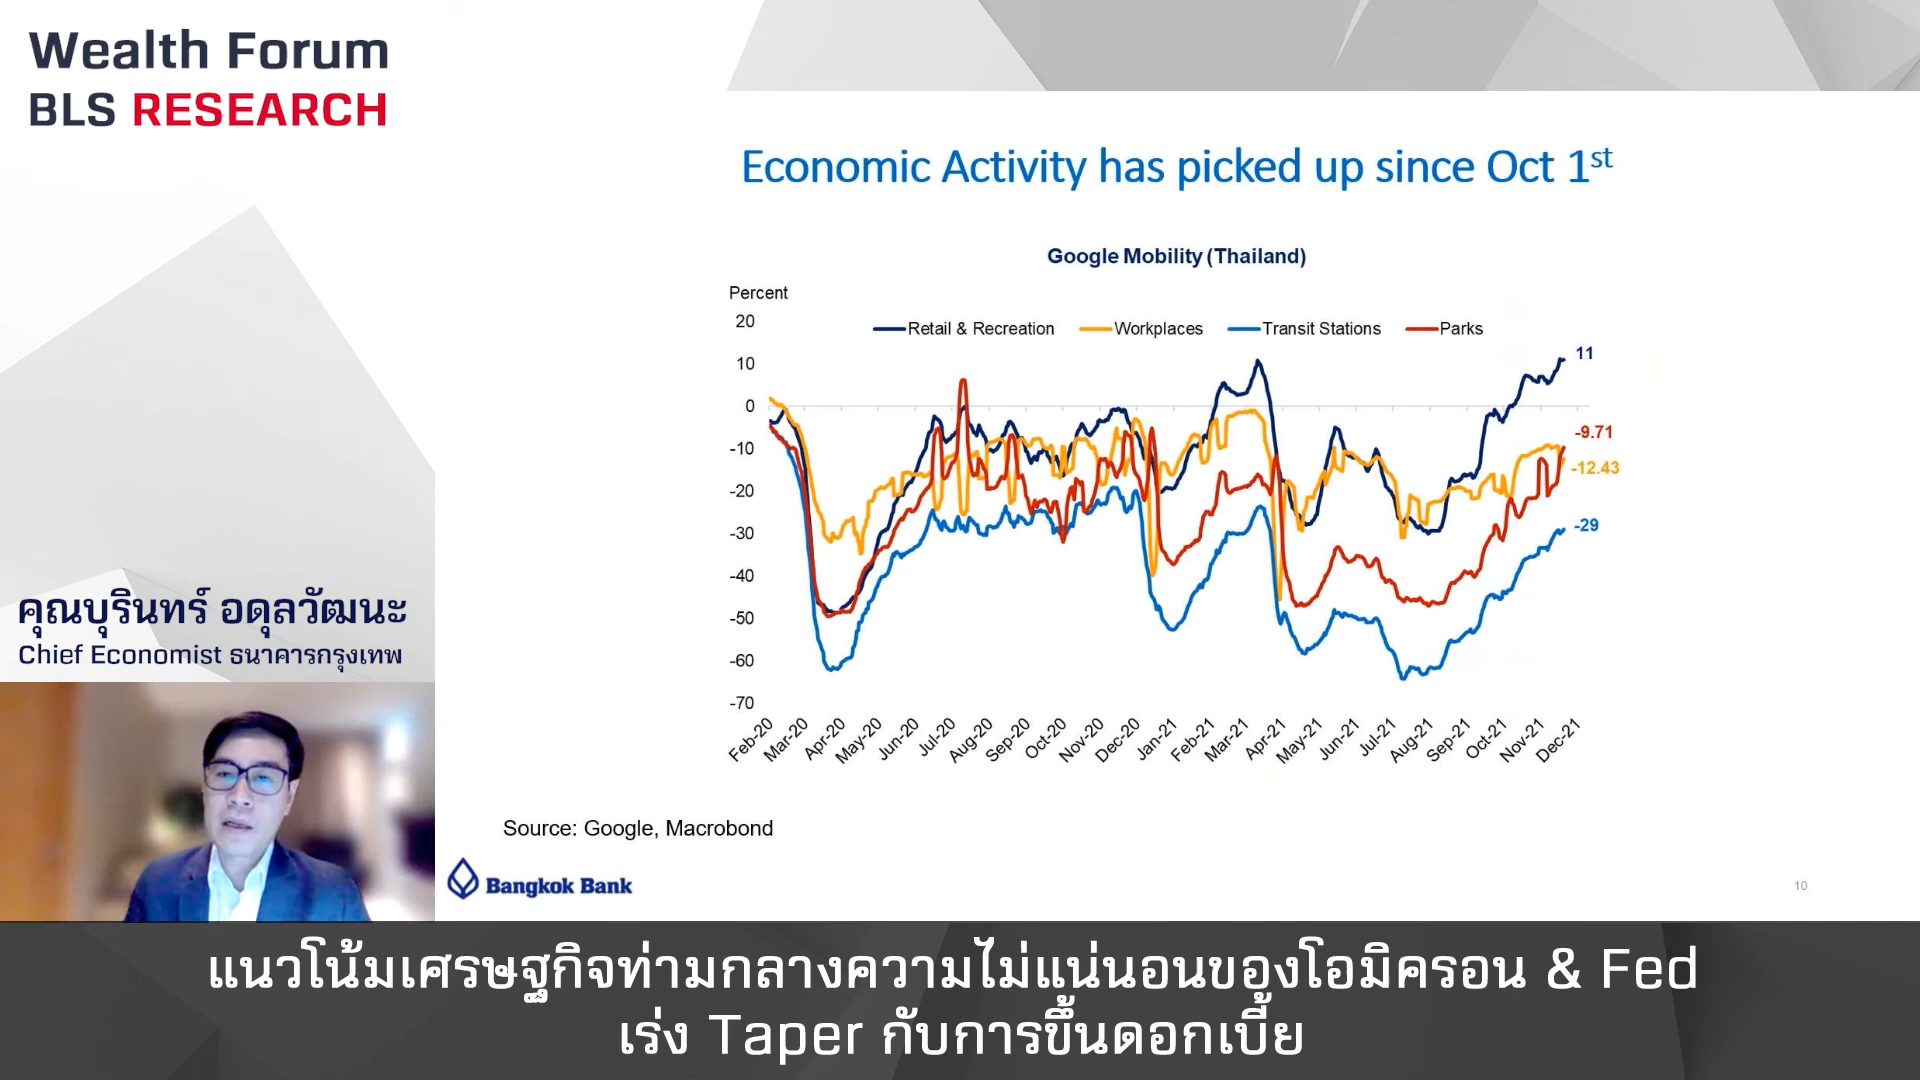 Wealth Forum
BLS RESEARCH
Economic Activity has picked up since Oct 1st
Google Mobility (Thailand)
Percent
Retail & Recreation
Workplaces
Transit Stations
Parks
20
10
0
-10
-20
-30
-40
-50
-60
-70
11
-9.71
-12.43
-29
Feb-20
Mar-20
Apr-20
May-20
Jun-20
Jul-20
Aug-20
Sep-20
Oct-20
Nov-20
Dec-20
Jan-21
Feb-21
Mar-21
Apr-21
May-21
Jun-21
Jul-21
Aug-21
Sep-21
Oct-21
Nov-21
Dec-21
คุณบุรินทร์ อดุลวัฒนะ
Chief Economist ธนาคารกรุงเทพ
Source: Google, Macrobond
Bangkok Bank
10
แนวโน้มเศรษฐกิจท่ามกลางความไม่แน่นอนของโอมิครอน & Fed
เร่ง Taper กับการขึ้นดอกเบี้ย